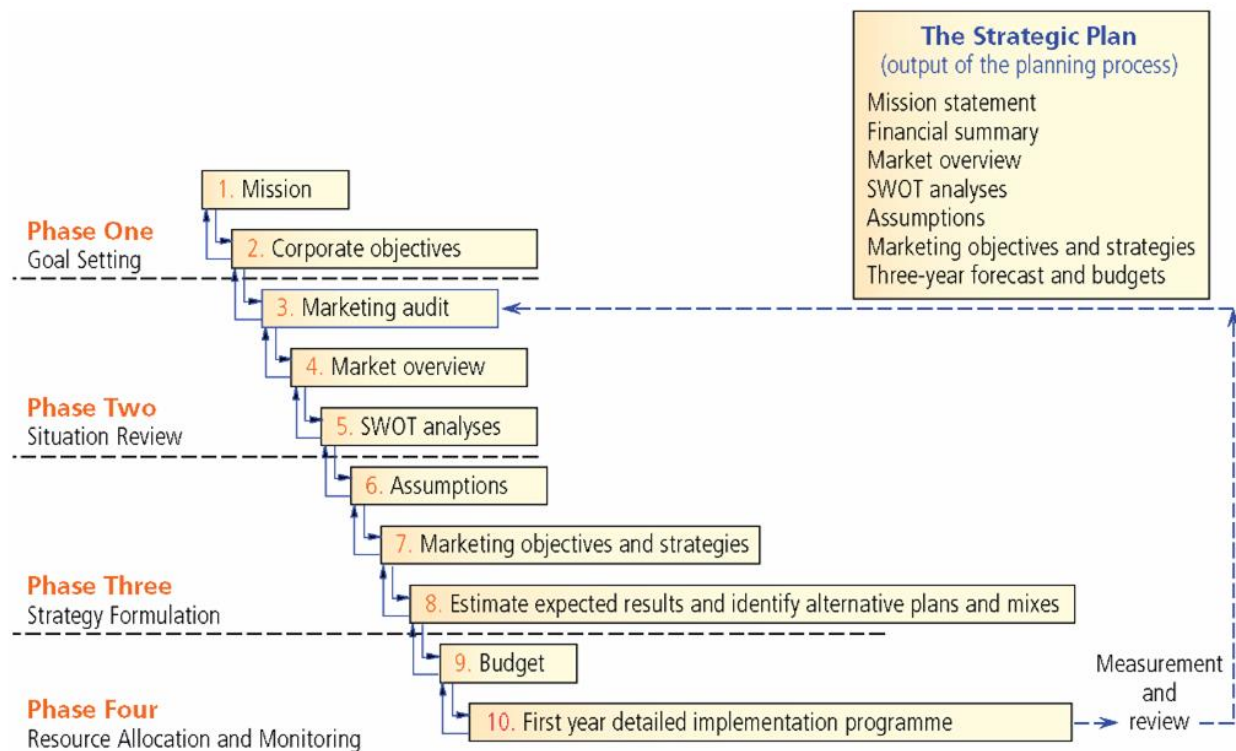 The Strategic Plan
(output of the planning process)
Mission statement
Financial summary
Market overview
SWOT analyses
Assumptions
Marketing objectives and strategies
Three-year forecast and budgets
1. Mission
Phase One
Goal Setting
2. Corporate objectives
3. Marketing audit
4. Market overview
Phase Two
Situation Review
5. SWOT analyses
6. Assumptions
7. Marketing objectives and strategies
Phase Three
Strategy Formulation
8. Estimate expected results and identify alternative plans and mixes
9. Budget
Measurement
and
review
Phase Four
Resource Allocation and Monitoring
10. First year detailed implementation programme